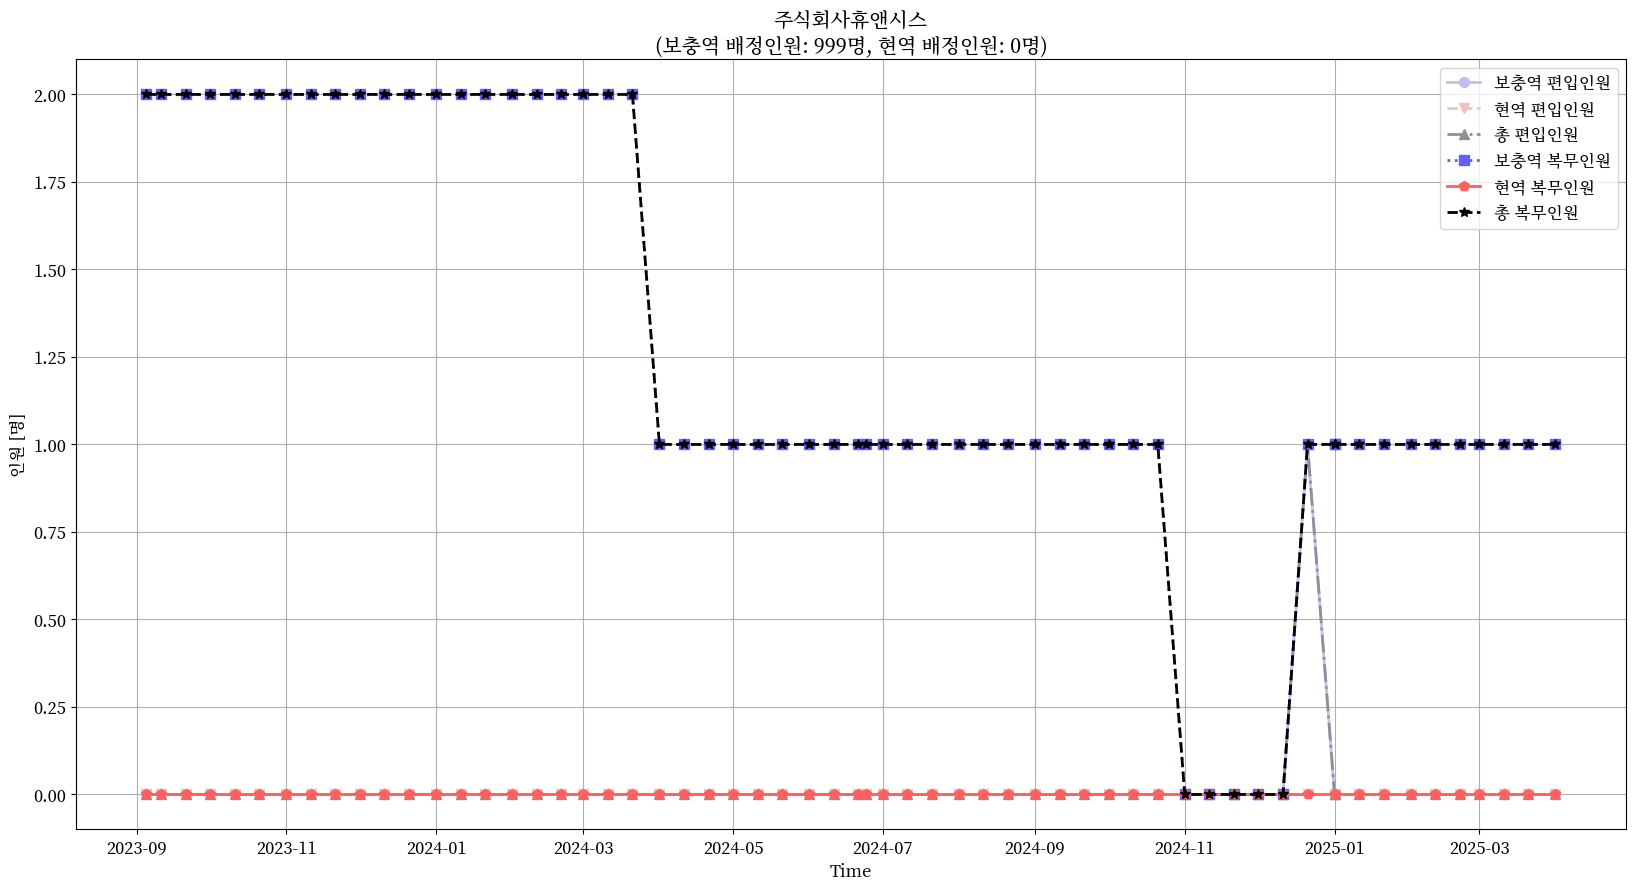 주식회사휴앤시스
(보충역 배정인원: 999명, 현역 배정인원: 0명)
보충역 편입인원
현역 편입인원
총 편입인원
보충역 복무인원
현역 복무인원
총 복무인원
2.00
1.75
1.50
1.25
1.00
0.75
0.50
0.25
0.00
인원 [명]
2023-09
2023-11
2024-01
2024-03
2024-05
2024-07
2024-09
2024-11
2025-01
2025-03
Time